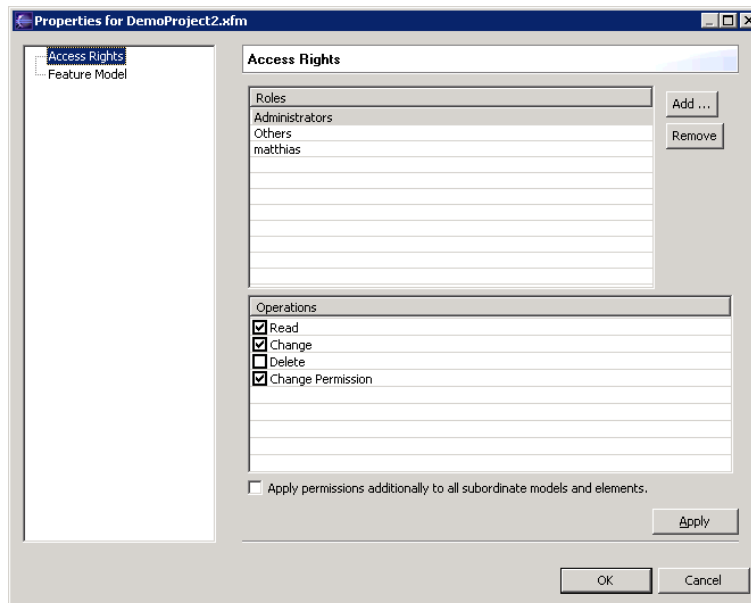 Properties for DemoProject2.xfm
Access Rights
Feature Model
Access Rights
Roles
Administrators
Others
matthias
Add ...
Remove
Operations
Read
Change
Delete
Change Permission
Apply permissions additionally to all subordinate models and elements.
Apply
OK
Cancel